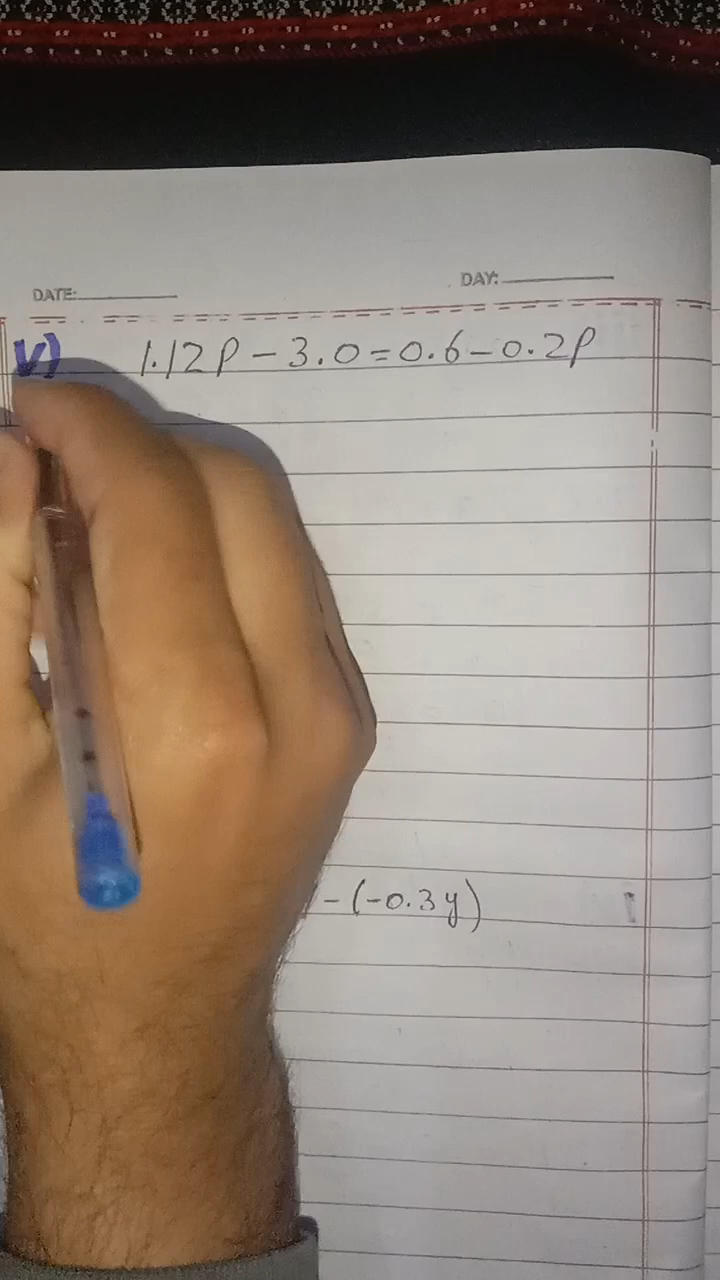 DATE:
DAY:
V) 1.12P - 3.0 = 0.6 - 0.2P
- (-0.3y)